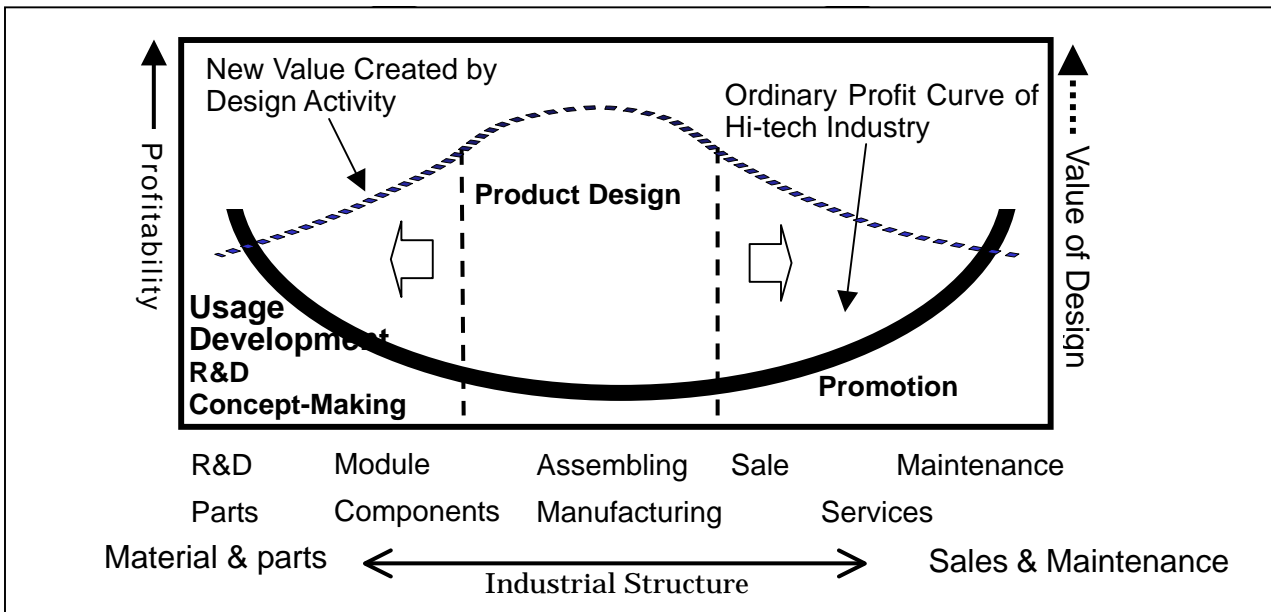 New Value Created by
Design Activity
Ordinary Profit Curve of
Hi-tech Industry
Profitability
Value of Design
Product Design
Usage
Development
R&D
Concept-Making
Promotion
R&D Module Assembling Sale Maintenance
Parts Components Manufacturing Services
Material & parts Sales & Maintenance
Industrial Structure